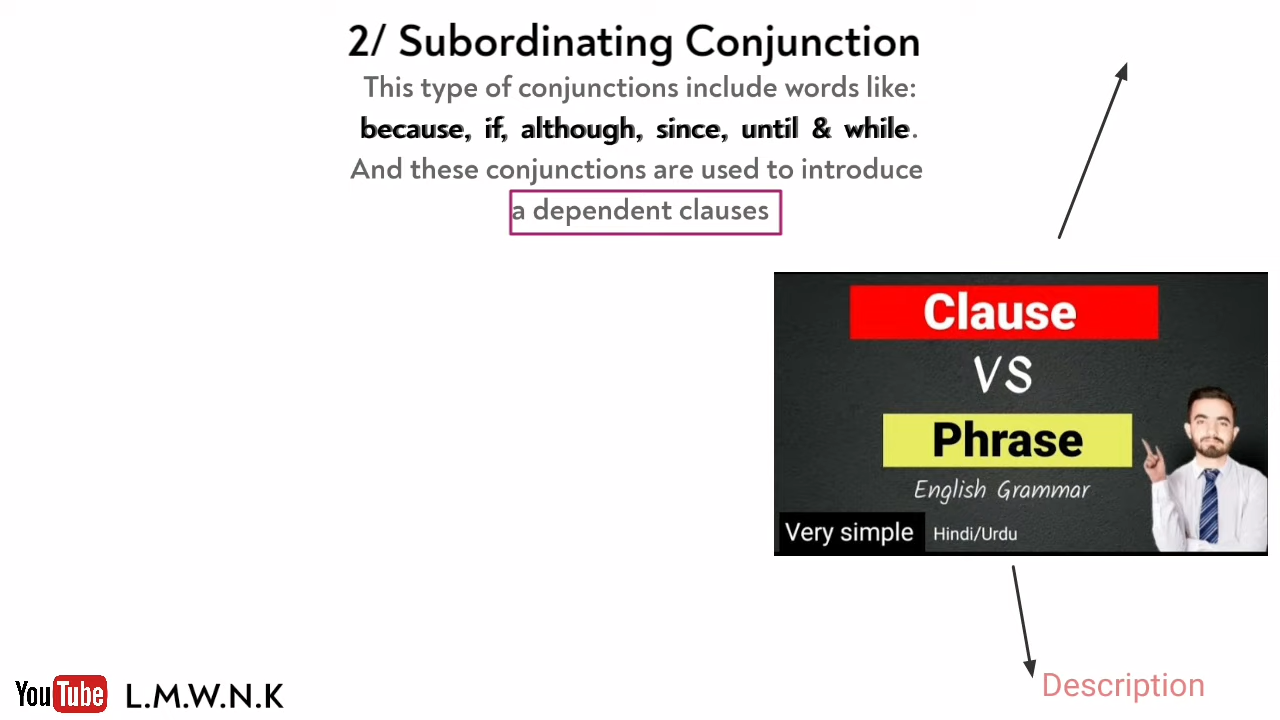 2/ Subordinating Conjunction
This type of conjunctions include words like:
because, if, although, since, until & while.
And these conjunctions are used to introduce
a dependent clauses
Clause
VS
Phrase
English Grammar
Very simple Hindi/Urdu
Description
YouTube L.M.W.N.K